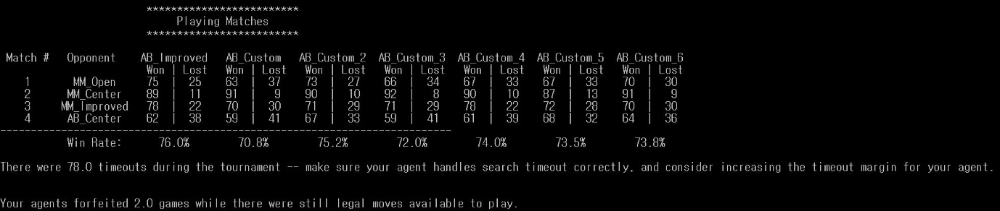 *************************
Playing Matches
*************************
Match #   Opponent   AB_Improved   AB_Custom   AB_Custom_2   AB_Custom_3   AB_Custom_4   AB_Custom_5   AB_Custom_6
Won | Lost   Won | Lost   Won | Lost   Won | Lost   Won | Lost   Won | Lost   Won | Lost
1   MM_Open   75 | 25   63 | 37   73 | 27   66 | 34   67 | 33   67 | 33   70 | 30
2   MM_Center   89 | 11   91 | 9   90 | 10   92 | 8   90 | 10   87 | 13   91 | 9
3   MM_Improved   78 | 22   70 | 30   71 | 29   71 | 29   78 | 22   72 | 28   70 | 30
4   AB_Center   62 | 38   59 | 41   67 | 33   59 | 41   61 | 39   68 | 32   64 | 36
--------------------------------------------------------------------------
Win Rate:   76.0%   70.8%   75.2%   72.0%   74.0%   73.5%   73.8%
There were 78.0 timeouts during the tournament -- make sure your agent handles search timeout correctly, and consider increasing the timeout margin for your agent.
Your agents forfeited 2.0 games while there were still legal moves available to play.